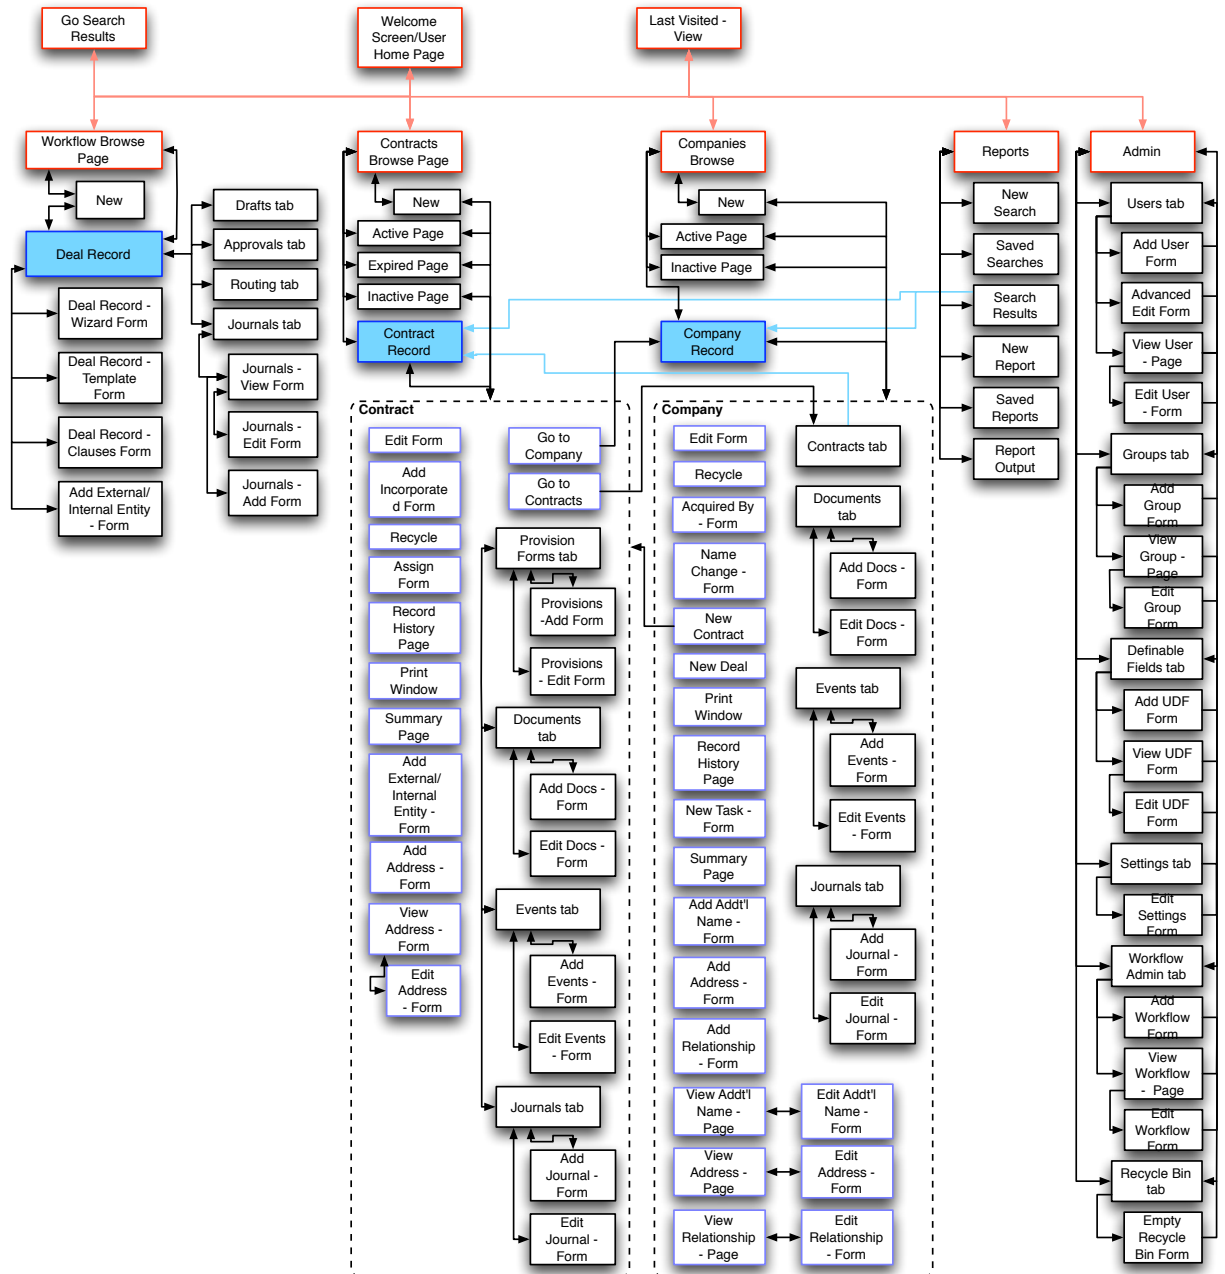 Go Search
Results
Welcome
Screen/User
Home Page
Last Visited -
View
Workflow Browse
Page
New
Deal Record
Deal Record -
Wizard Form
Deal Record -
Template
Form
Deal Record -
Clauses Form
Add External/
Internal Entity
- Form
Drafts tab
Approvals tab
Routing tab
Journals tab
Journals -
View Form
Journals -
Edit Form
Journals -
Add Form
Contracts
Browse Page
New
Active Page
Expired Page
Inactive Page
Contract
Record
Companies
Browse
New
Active Page
Inactive Page
Company
Record
Contract
Edit Form
Add
Incorporate
d Form
Recycle
Assign
Form
Record
History
Page
Print
Window
Summary
Page
Add
External/
Internal
Entity -
Form
Add
Address -
Form
View
Address -
Form
Edit
Address
- Form
Go to
Company
Go to
Contracts
Provision
Forms tab
Provisions
-Add Form
Provisions
- Edit Form
Documents
tab
Add Docs -
Form
Edit Docs -
Form
Events tab
Add
Events -
Form
Edit Events
- Form
Journals tab
Add
Journal -
Form
Edit
Journal -
Form
Company
Edit Form
Recycle
Acquired By
- Form
Name
Change -
Form
New
Contract
New Deal
Print
Window
Record
History
Page
New Task -
Form
Summary
Page
Add Addt'l
Name -
Form
Add
Address -
Form
Add
Relationship
- Form
View Addt'l
Name -
Page
View
Address -
Page
View
Relationship
- Page
Edit Addt'l
Name -
Form
Edit
Address -
Form
Edit
Relationship
- Form
Contracts tab
Documents
tab
Add Docs -
Form
Edit Docs -
Form
Events tab
Add
Events -
Form
Edit Events
- Form
Journals tab
Add
Journal -
Form
Edit
Journal -
Form
Reports
New
Search
Saved
Searches
Search
Results
New
Report
Saved
Reports
Report
Output
Admin
Users tab
Add User
Form
Advanced
Edit Form
View User
- Page
Edit User
- Form
Groups tab
Add
Group
Form
View
Group -
Page
Edit
Group
Form
Definable
Fields tab
Add UDF
Form
View UDF
Form
Edit UDF
Form
Settings tab
Edit
Settings
Form
Workflow
Admin tab
Add
Workflow
Form
View
Workflow
- Page
Edit
Workflow
Form
Recycle Bin
tab
Empty
Recycle
Bin Form